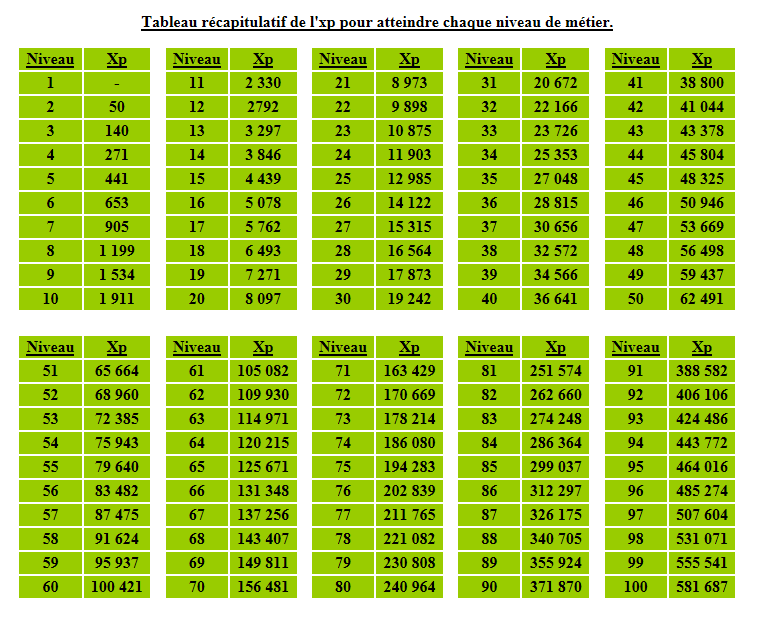 Tableau récapitulatif de l'xp pour atteindre chaque niveau de métier.
Niveau Xp Niveau Xp Niveau Xp Niveau Xp Niveau Xp
1 - 11 2 330 21 8 973 31 20 672 41 38 800
2 50 12 2792 22 9 898 32 22 166 42 41 044
3 140 13 3 297 23 10 875 33 23 726 43 43 378
4 271 14 3 846 24 11 903 34 25 353 44 45 804
5 441 15 4 439 25 12 985 35 27 048 45 48 325
6 653 16 5 078 26 14 122 36 28 815 46 50 946
7 905 17 5 762 27 15 315 37 30 656 47 53 669
8 1 199 18 6 493 28 16 564 38 32 572 48 56 498
9 1 534 19 7 271 29 17 873 39 34 566 49 59 437
10 1 911 20 8 097 30 19 242 40 36 641 50 62 491
Niveau Xp Niveau Xp Niveau Xp Niveau Xp Niveau Xp
51 65 664 61 105 082 71 163 429 81 251 574 91 388 582
52 68 960 62 109 930 72 170 669 82 262 660 92 406 106
53 72 385 63 114 971 73 178 214 83 274 248 93 424 486
54 75 943 64 120 215 74 186 080 84 286 364 94 443 772
55 79 640 65 125 671 75 194 283 85 299 037 95 464 016
56 83 482 66 131 348 76 202 839 86 312 297 96 485 274
57 87 475 67 137 256 77 211 765 87 326 175 97 507 604
58 91 624 68 143 407 78 221 082 88 340 705 98 531 071
59 95 937 69 149 811 79 230 808 89 355 924 99 555 541
60 100 421 70 156 481 80 240 964 90 371 870 100 581 687